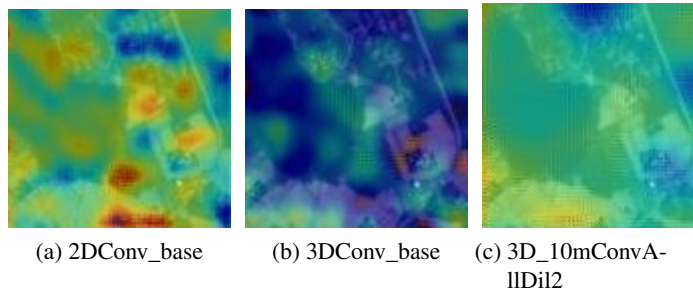 (a) 2DConv_base
(b) 3DConv_base
(c) 3D_10mConvA-
llDil2